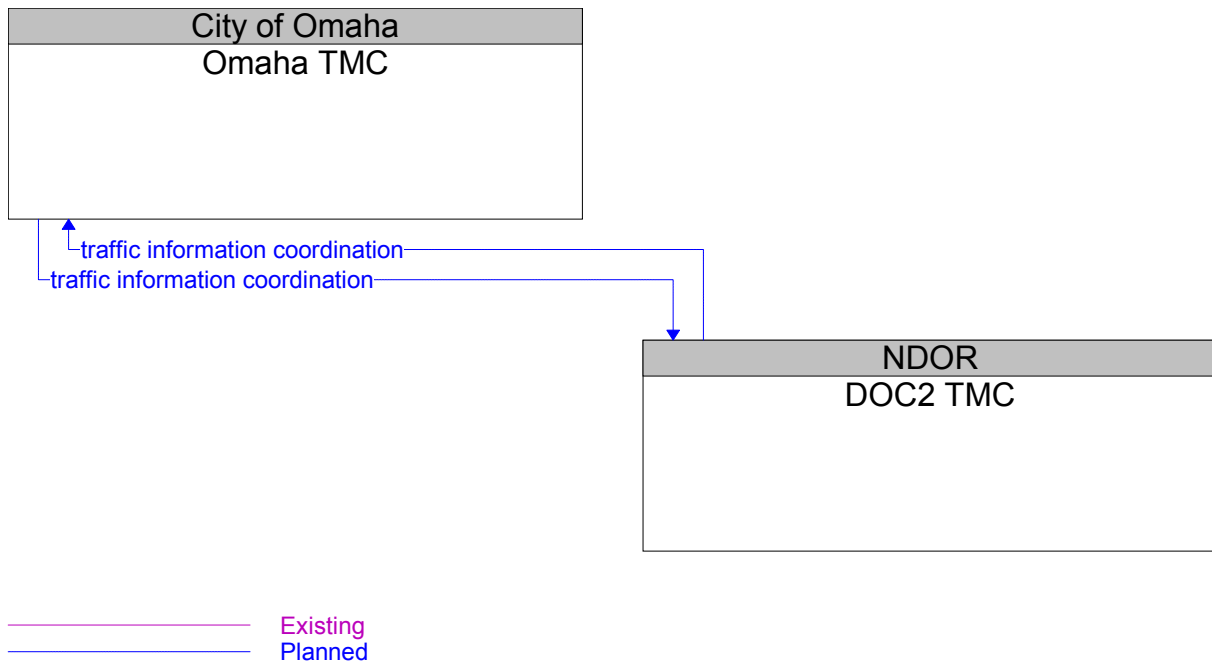 City of Omaha
Omaha TMC
traffic information coordination
traffic information coordination
NDOR
DOC2 TMC
Existing
Planned